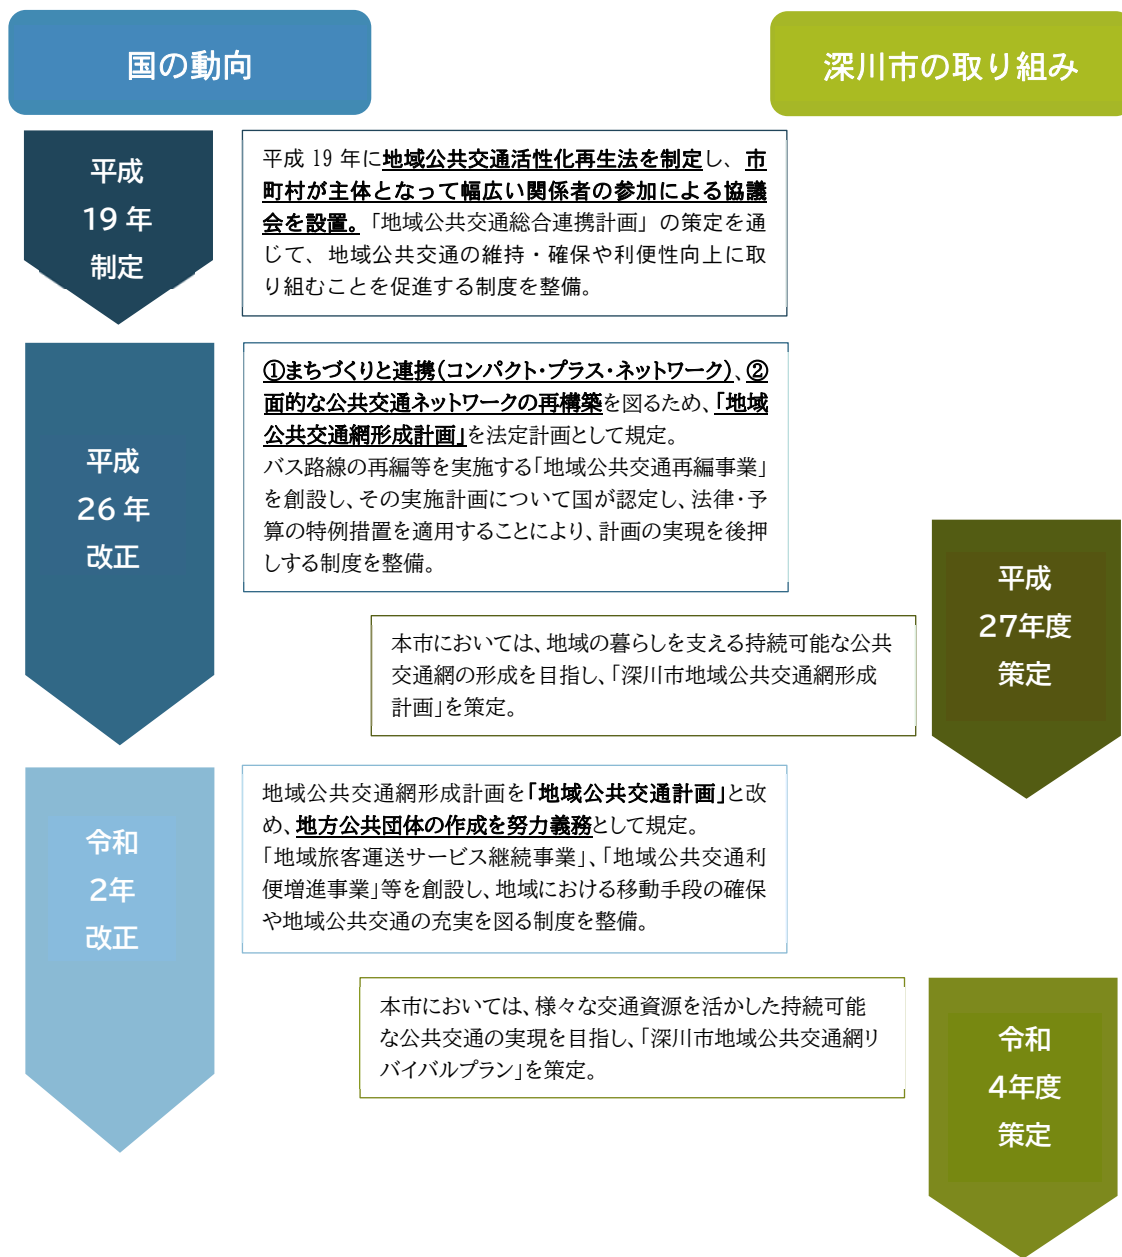 国の動向
深川市の取り組み
平成
19 年
制定
平成 19 年に地域公共交通活性化再生法を制定し、市
町村が主体となって幅広い関係者の参加による協議
会を設置。「地域公共交通総合連携計画」の策定を通
じて、地域公共交通の維持・確保や利便性向上に取
り組むことを促進する制度を整備。
平成
26 年
改正
①まちづくりと連携(コンパクト・プラス・ネットワーク)、②
面的な公共交通ネットワークの再構築を図るため、「地域
公共交通網形成計画」を法定計画として規定。
バス路線の再編等を実施する「地域公共交通再編事業」
を創設し、その実施計画について国が認定し、法律・予
算の特例措置を適用することにより、計画の実現を後押
しする制度を整備。
平成
27年度
策定
本市においては、地域の暮らしを支える持続可能な公共
交通網の形成を目指し、「深川市地域公共交通網形成
計画」を策定。
令和
2年
改正
地域公共交通網形成計画を「地域公共交通計画」と改
め、地方公共団体の作成を努力義務として規定。
「地域旅客運送サービス継続事業」、「地域公共交通利
便増進事業」等を創設し、地域における移動手段の確保
や地域公共交通の充実を図る制度を整備。
本市においては、様々な交通資源を活かした持続可能
な公共交通の実現を目指し、「深川市地域公共交通網リ
バイバルプラン」を策定。
令和
4年度
策定